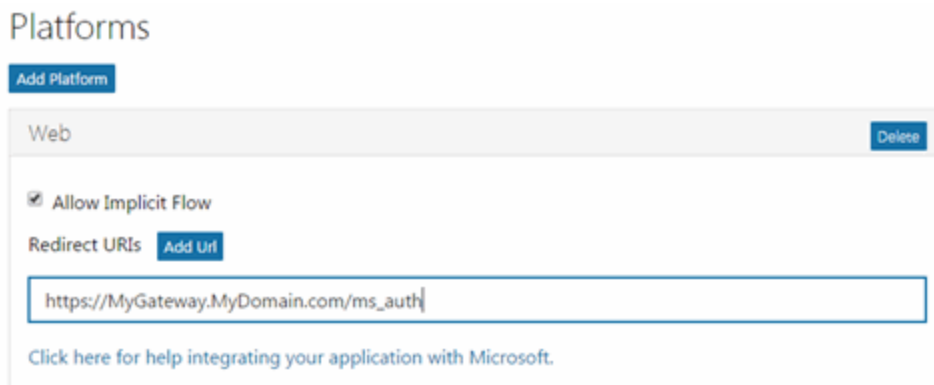 Platforms
Add Platform
Web
Delete
Allow Implicit Flow
Redirect URIs Add Url
https://MyGateway.MyDomain.com/ms_auth
Click here for help integrating your application with Microsoft.